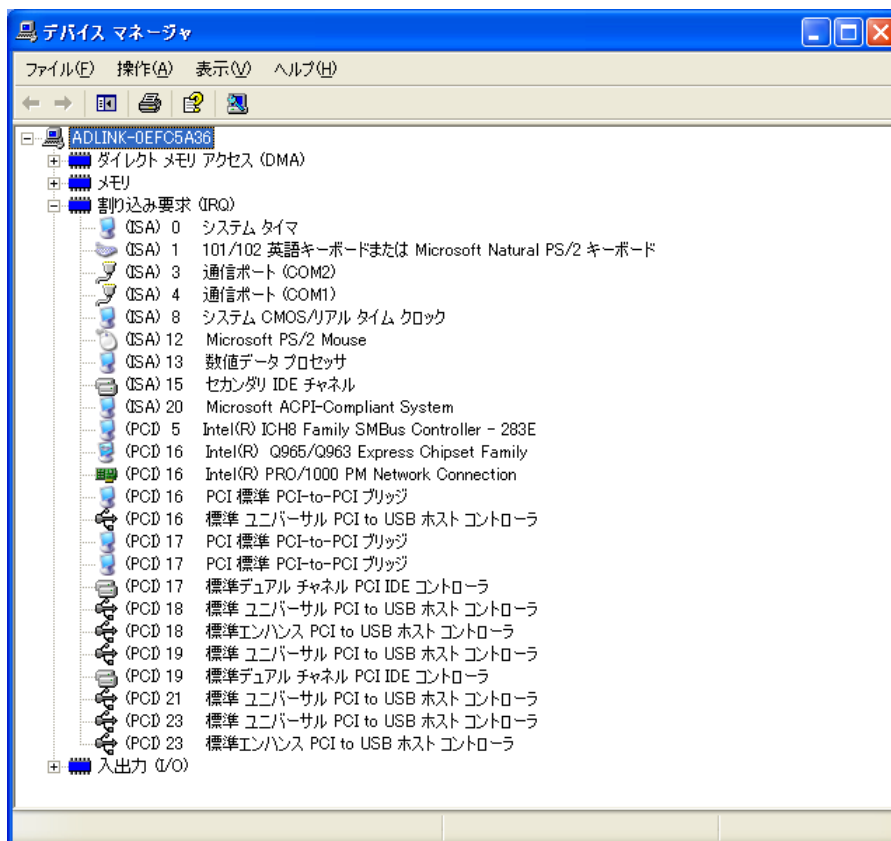 デバイス マネージャ
ファイル(F) 操作(A) 表示(V) ヘルプ(H)
ADLINK-0EFC5A36
ダイレクト メモリ アクセス (DMA)
メモリ
割り込み要求 (IRQ)
(ISA) 0 システム タイマ
(ISA) 1 101/102 英語キーボードまたは Microsoft Natural PS/2 キーボード
(ISA) 3 通信ポート (COM2)
(ISA) 4 通信ポート (COM1)
(ISA) 8 システム CMOS/リアル タイム クロック
(ISA) 12 Microsoft PS/2 Mouse
(ISA) 13 数値データ プロセッサ
(ISA) 15 セカンダリ IDE チャネル
(ISA) 20 Microsoft ACPI-Compliant System
(PCI) 5 Intel(R) ICH8 Family SMBus Controller - 283E
(PCI) 16 Intel(R) Q965/Q963 Express Chipset Family
(PCI) 16 Intel(R) PRO/1000 PM Network Connection
(PCI) 16 PCI 標準 PCI-to-PCI ブリッジ
(PCI) 16 標準 ユニバーサル PCI to USB ホスト コントローラ
(PCI) 17 PCI 標準 PCI-to-PCI ブリッジ
(PCI) 17 PCI 標準 PCI-to-PCI ブリッジ
(PCI) 17 標準デュアル チャネル PCI IDE コントローラ
(PCI) 18 標準 ユニバーサル PCI to USB ホスト コントローラ
(PCI) 18 標準エンハンス PCI to USB ホスト コントローラ
(PCI) 19 標準 ユニバーサル PCI to USB ホスト コントローラ
(PCI) 19 標準デュアル チャネル PCI IDE コントローラ
(PCI) 21 標準 ユニバーサル PCI to USB ホスト コントローラ
(PCI) 23 標準 ユニバーサル PCI to USB ホスト コントローラ
(PCI) 23 標準エンハンス PCI to USB ホスト コントローラ
入出力 (I/O)